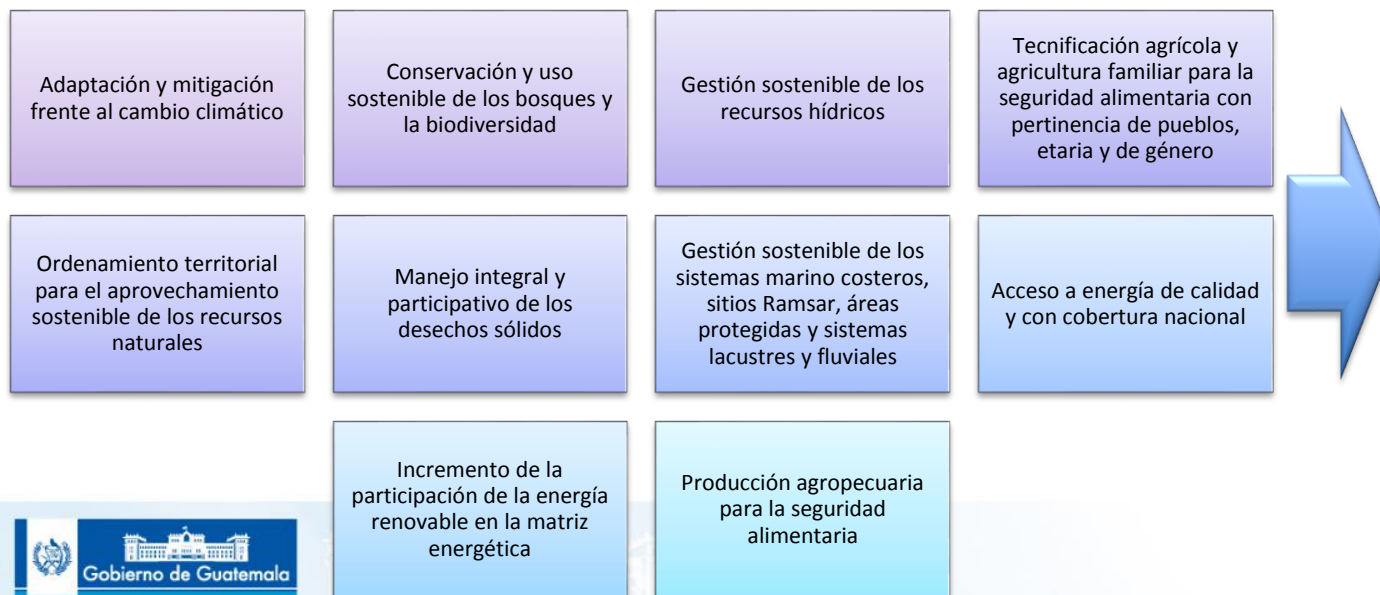 Adaptación y mitigación
frente al cambio climático
Conservación y uso
sostenible de los bosques y
la biodiversidad
Gestión sostenible de los
recursos hídricos
Tecnificación agrícola y
agricultura familiar para la
seguridad alimentaria con
pertinencia de pueblos,
etaria y de género
Ordenamiento territorial
para el aprovechamiento
sostenible de los recursos
naturales
Manejo integral y
participativo de los
desechos sólidos
Gestión sostenible de los
sistemas marino costeros,
sitios Ramsar, áreas
protegidas y sistemas
lacustres y fluviales
Acceso a energía de calidad
y con cobertura nacional
Incremento de la
participación de la energía
renovable en la matriz
energética
Producción agropecuaria
para la seguridad
alimentaria
Gobierno de Guatemala